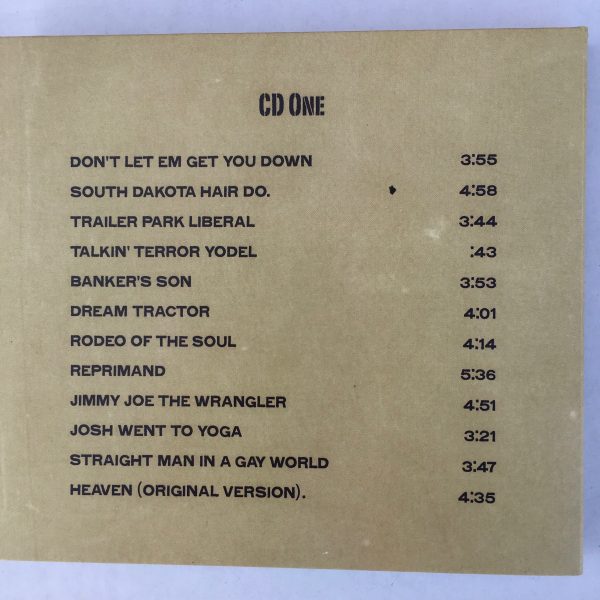 CD ONE
DON'T LET EM GET YOU DOWN 3:55
SOUTH DAKOTA HAIR DO. 4:58
TRAILER PARK LIBERAL 3:44
TALKIN' TERROR YODEL :43
BANKER'S SON 3:53
DREAM TRACTOR 4:01
RODEO OF THE SOUL 4:14
REPRIMAND 5:36
JIMMY JOE THE WRANGLER 4:51
JOSH WENT TO YOGA 3:21
STRAIGHT MAN IN A GAY WORLD 3:47
HEAVEN (ORIGINAL VERSION). 4:35